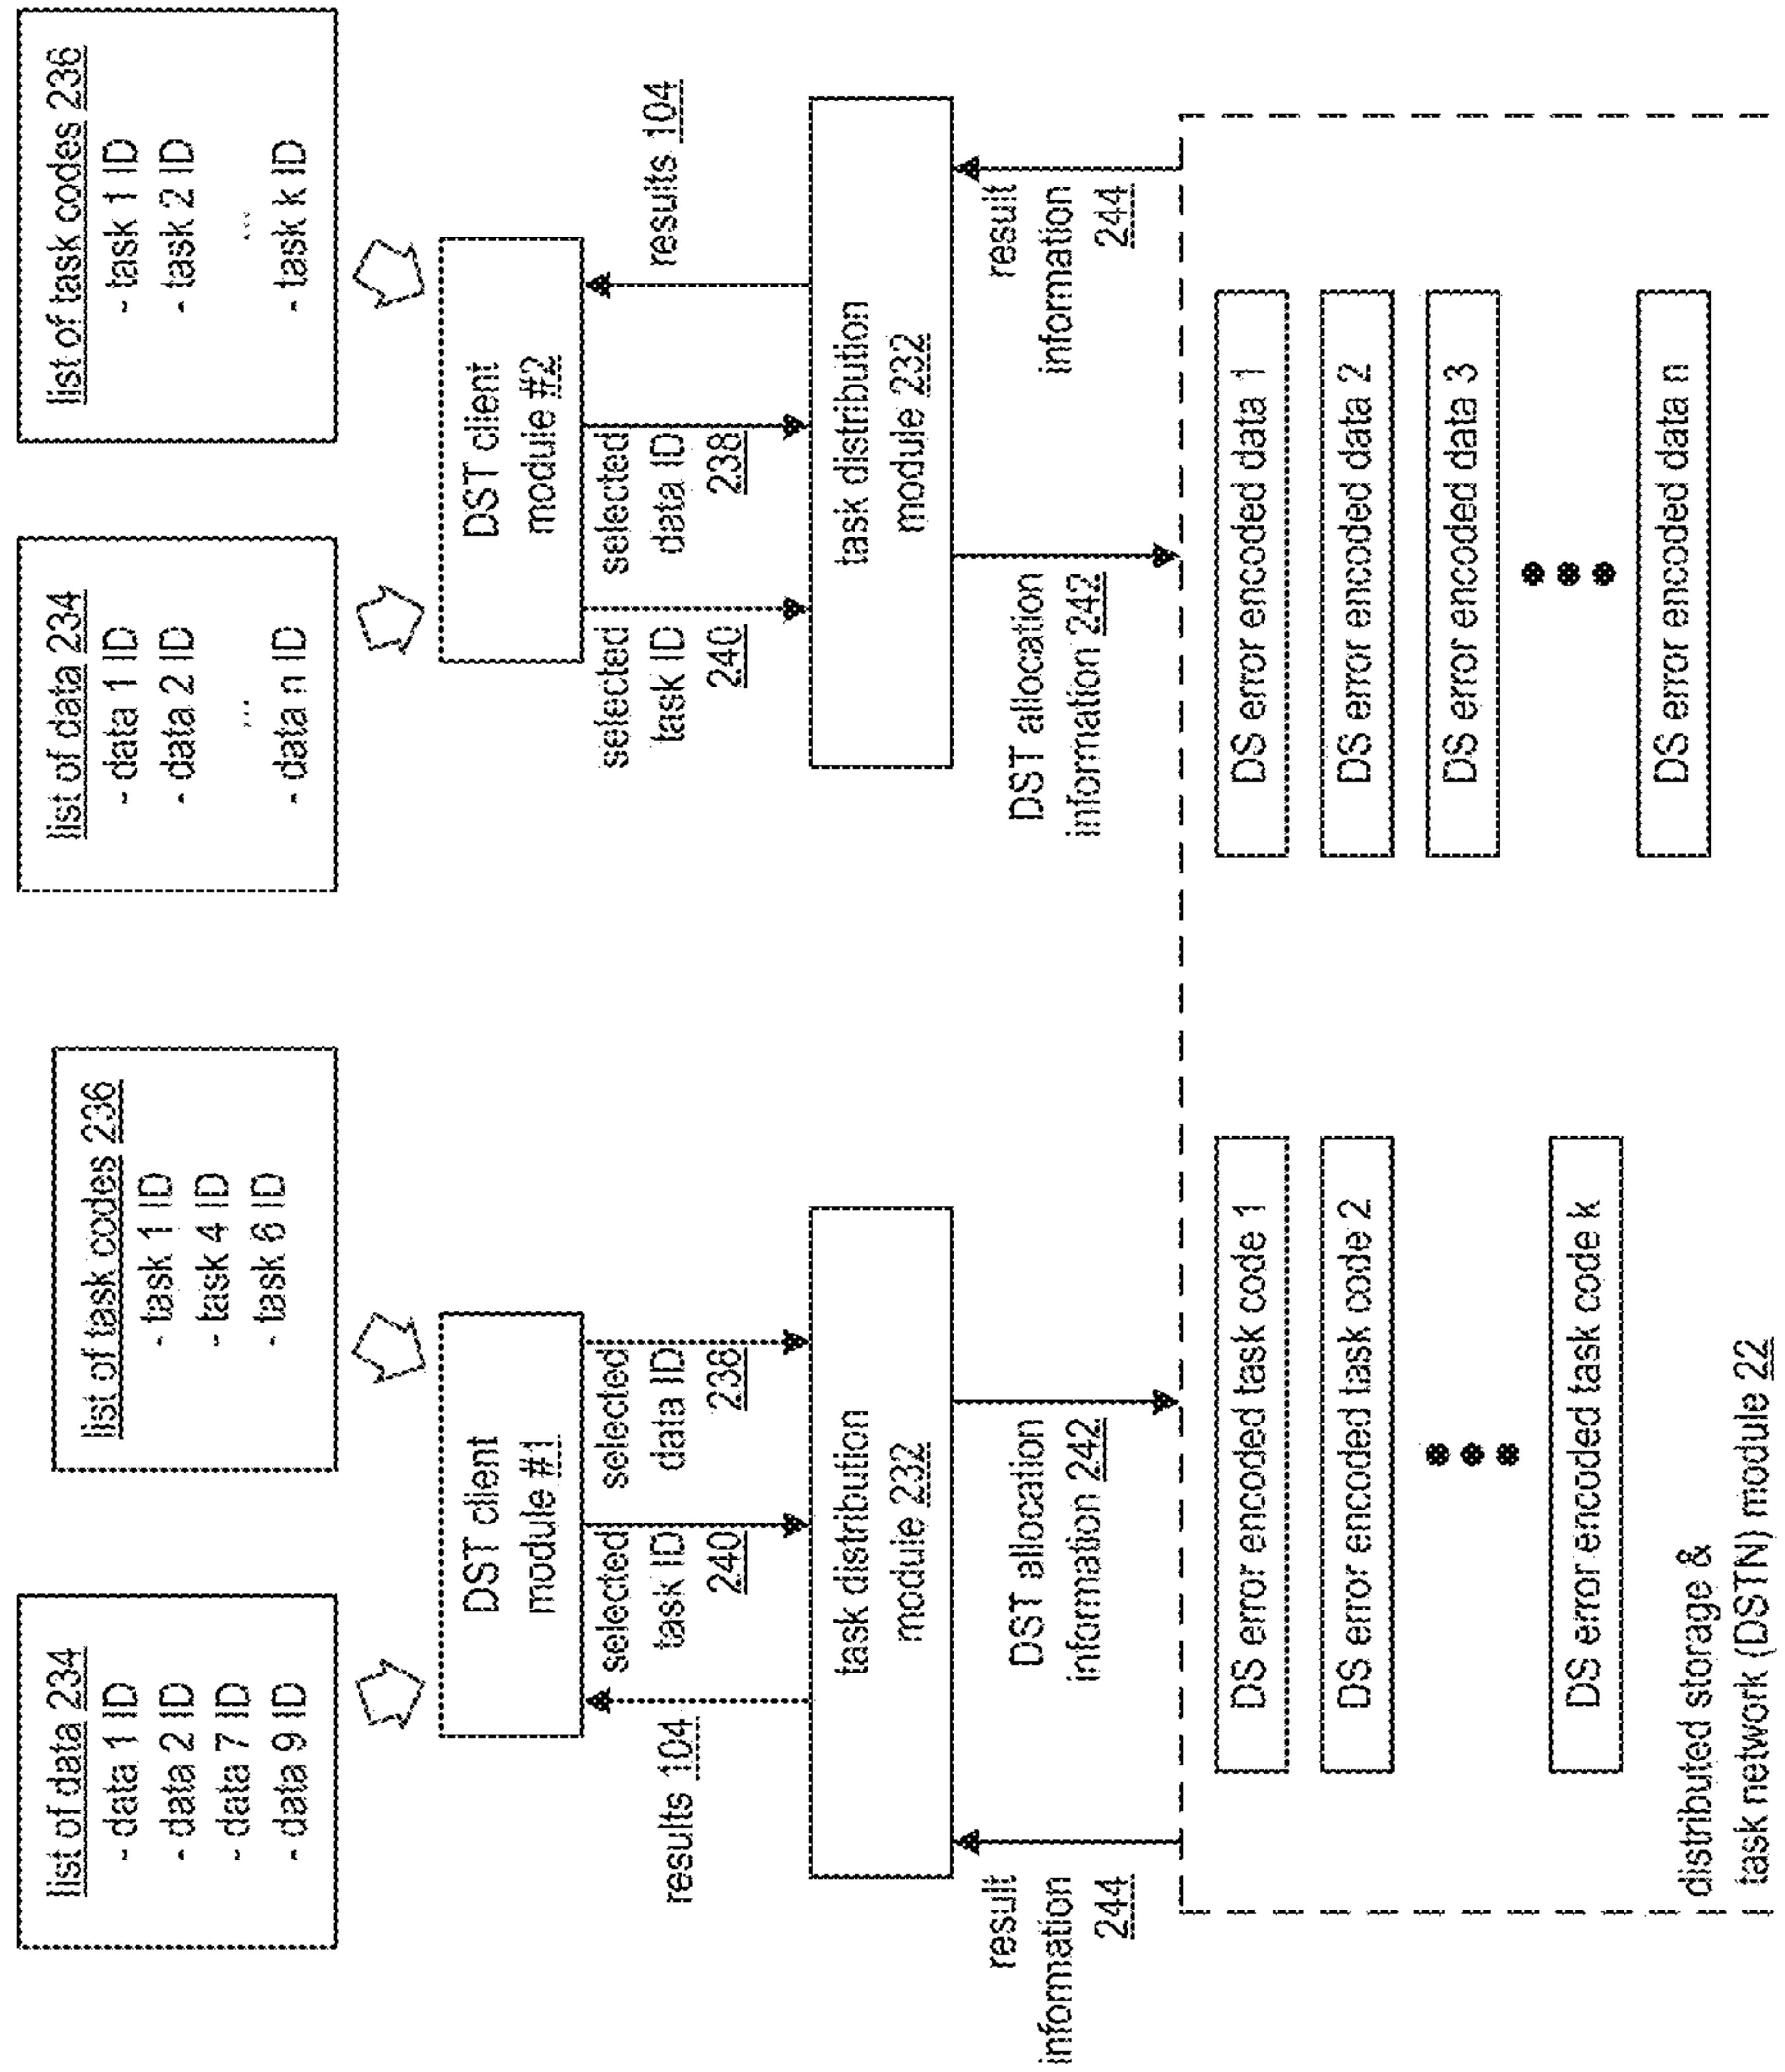 list of data 234
- data 1 ID
- data 2 ID
- data 7 ID
- data 9 ID
list of task codes 236
- task 1 ID
- task 4 ID
- task 6 ID
DST client
module #1
results 104
selected
task ID
240
selected
data ID
238
task distribution
module 232
result
information
244
DST allocation
information 242
list of data 234
- data 1 ID
- data 2 ID
...
- data n ID
list of task codes 236
- task 1 ID
- task 2 ID
...
- task k ID
DST client
module #2
selected
task ID
240
selected
data ID
238
results 104
task distribution
module 232
DST allocation
information 242
result
information
244
DS error encoded task code 1
DS error encoded task code 2
DS error encoded task code k
DS error encoded data 1
DS error encoded data 2
DS error encoded data 3
DS error encoded data n
distributed storage &
task network (DSTN) module 22